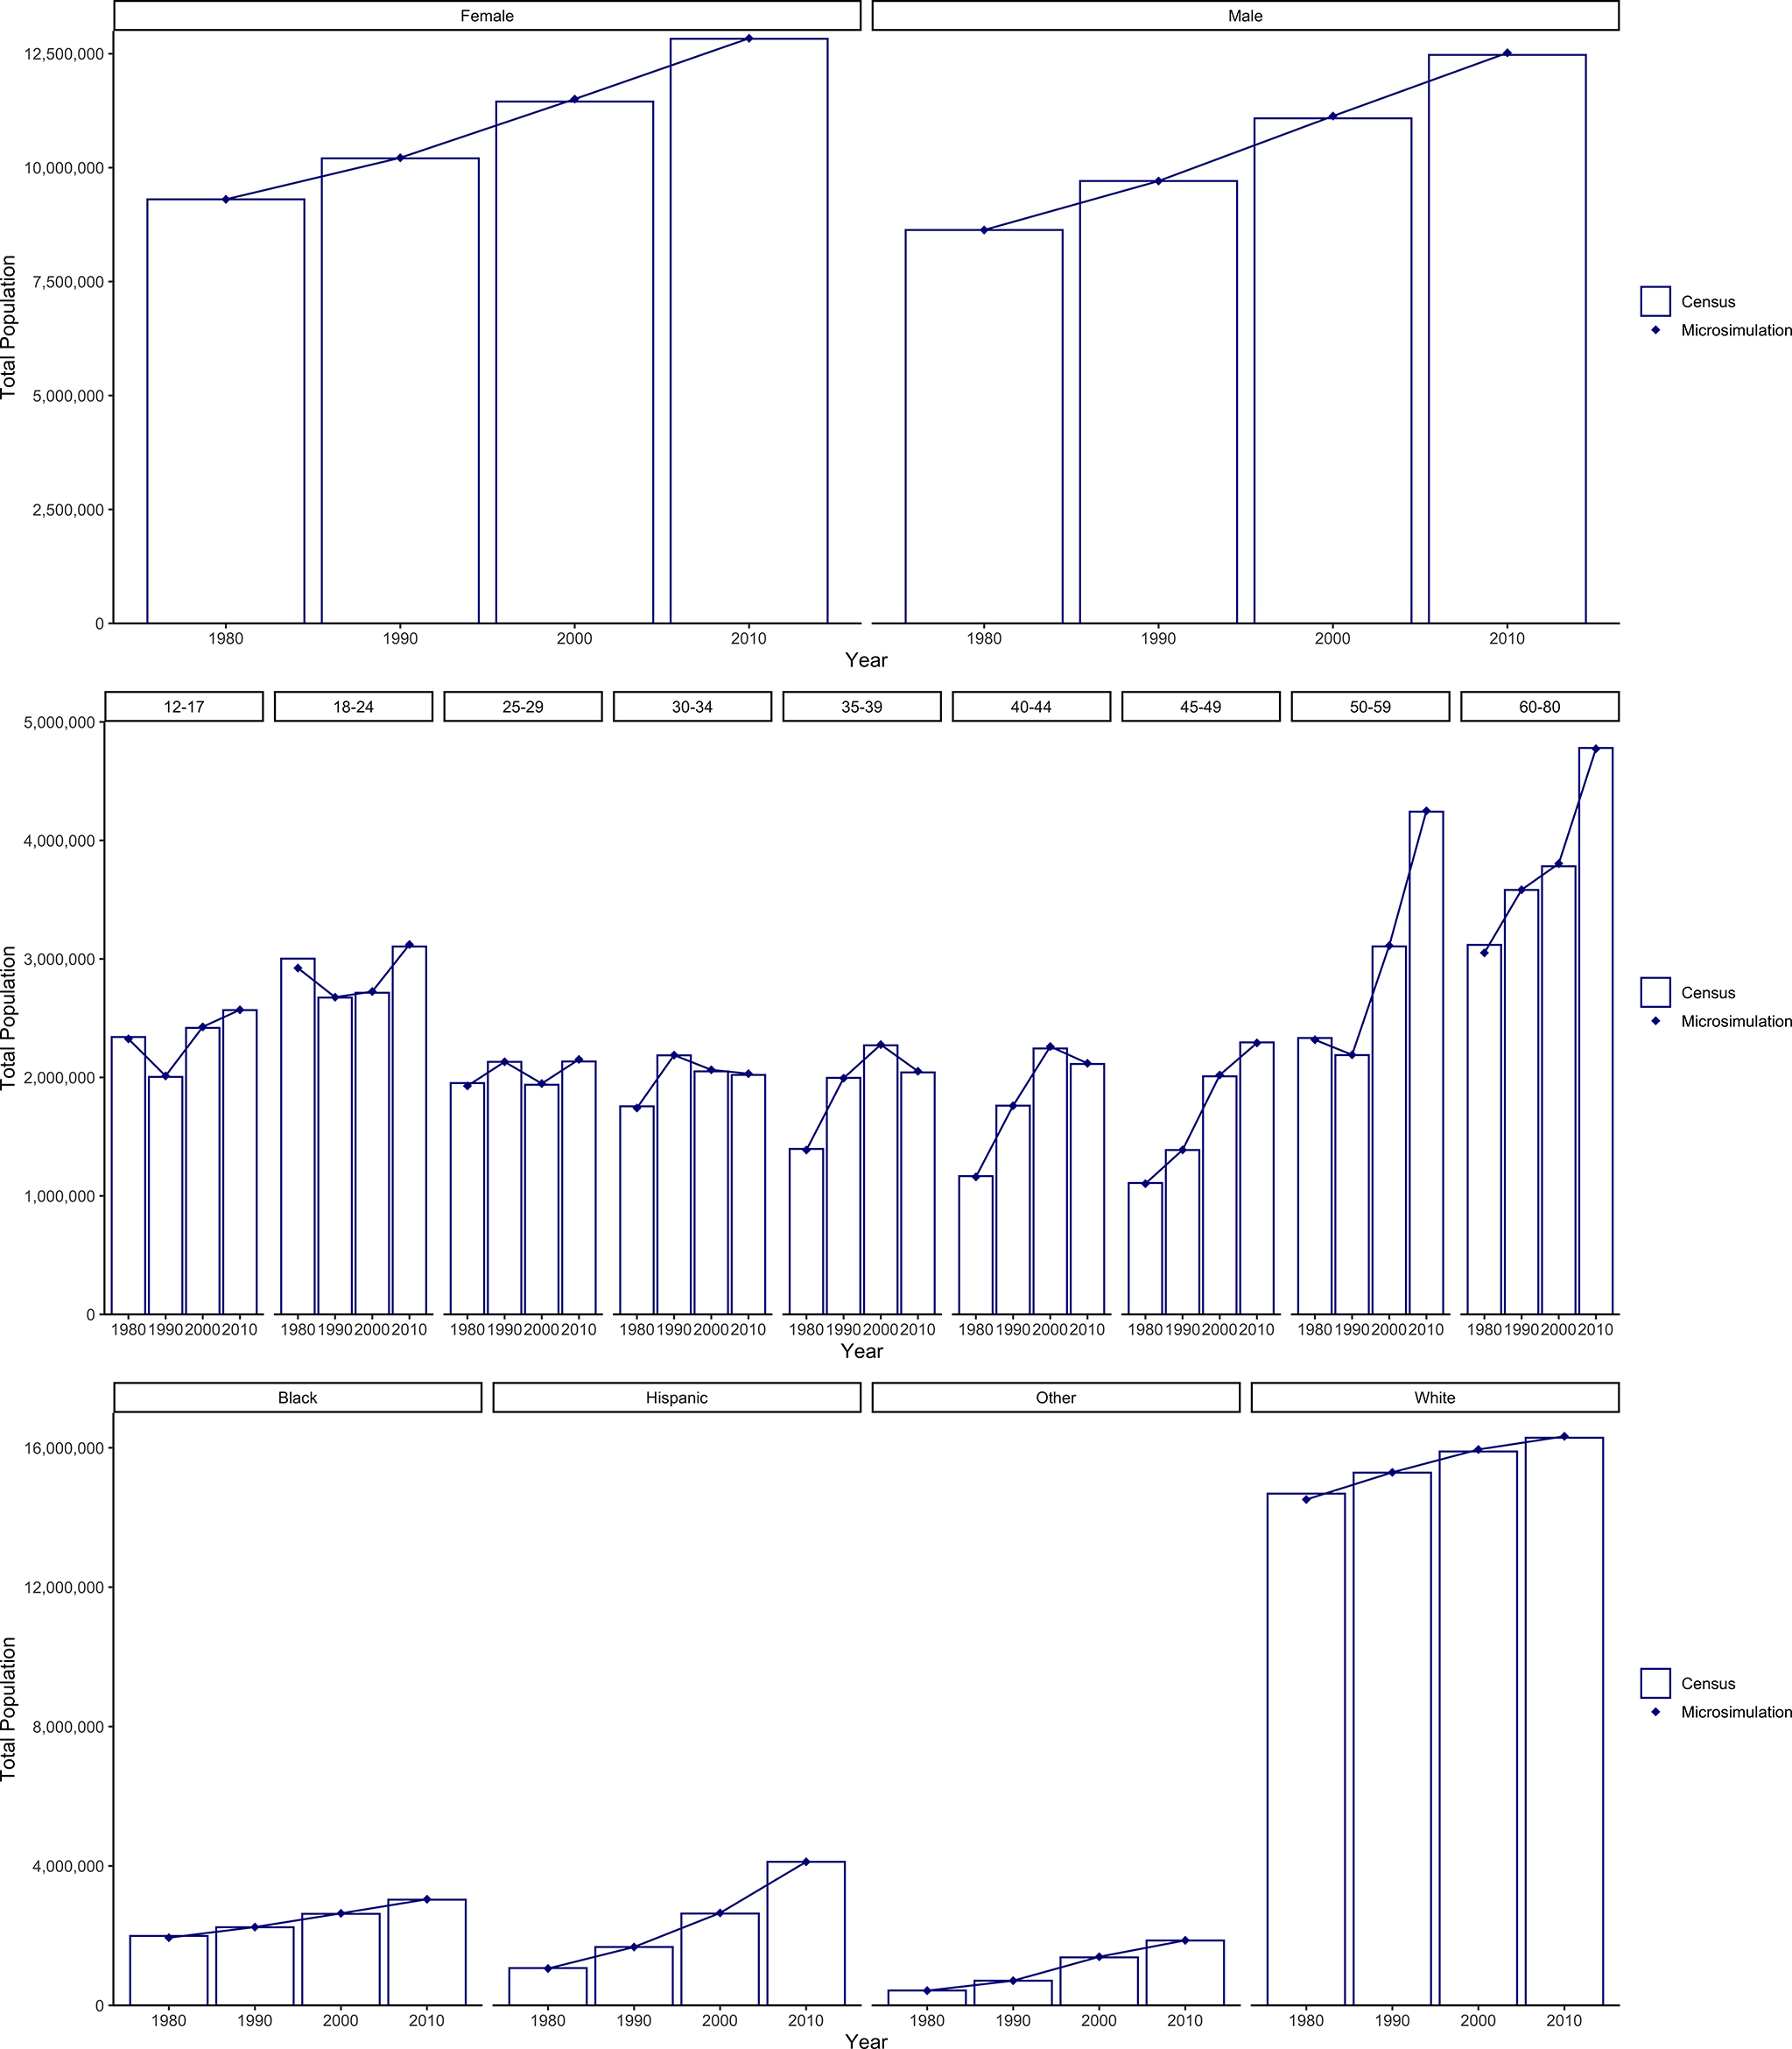 Female Male
12,500,000
10,000,000
7,500,000
5,000,000
2,500,000
0
Total Population
1980 1990 2000 2010 1980 1990 2000 2010
Year
Census
Microsimulation
12-17 18-24 25-29 30-34 35-39 40-44 45-49 50-59 60-80
5,000,000
4,000,000
3,000,000
2,000,000
1,000,000
0
Total Population
1980 1990 2000 2010 1980 1990 2000 2010 1980 1990 2000 2010 1980 1990 2000 2010 1980 1990 2000 2010 1980 1990 2000 2010 1980 1990 2000 2010 1980 1990 2000 2010 1980 1990 2000 2010
Year
Census
Microsimulation
Black Hispanic Other White
16,000,000
12,000,000
8,000,000
4,000,000
0
Total Population
1980 1990 2000 2010 1980 1990 2000 2010 1980 1990 2000 2010 1980 1990 2000 2010
Year
Census
Microsimulation